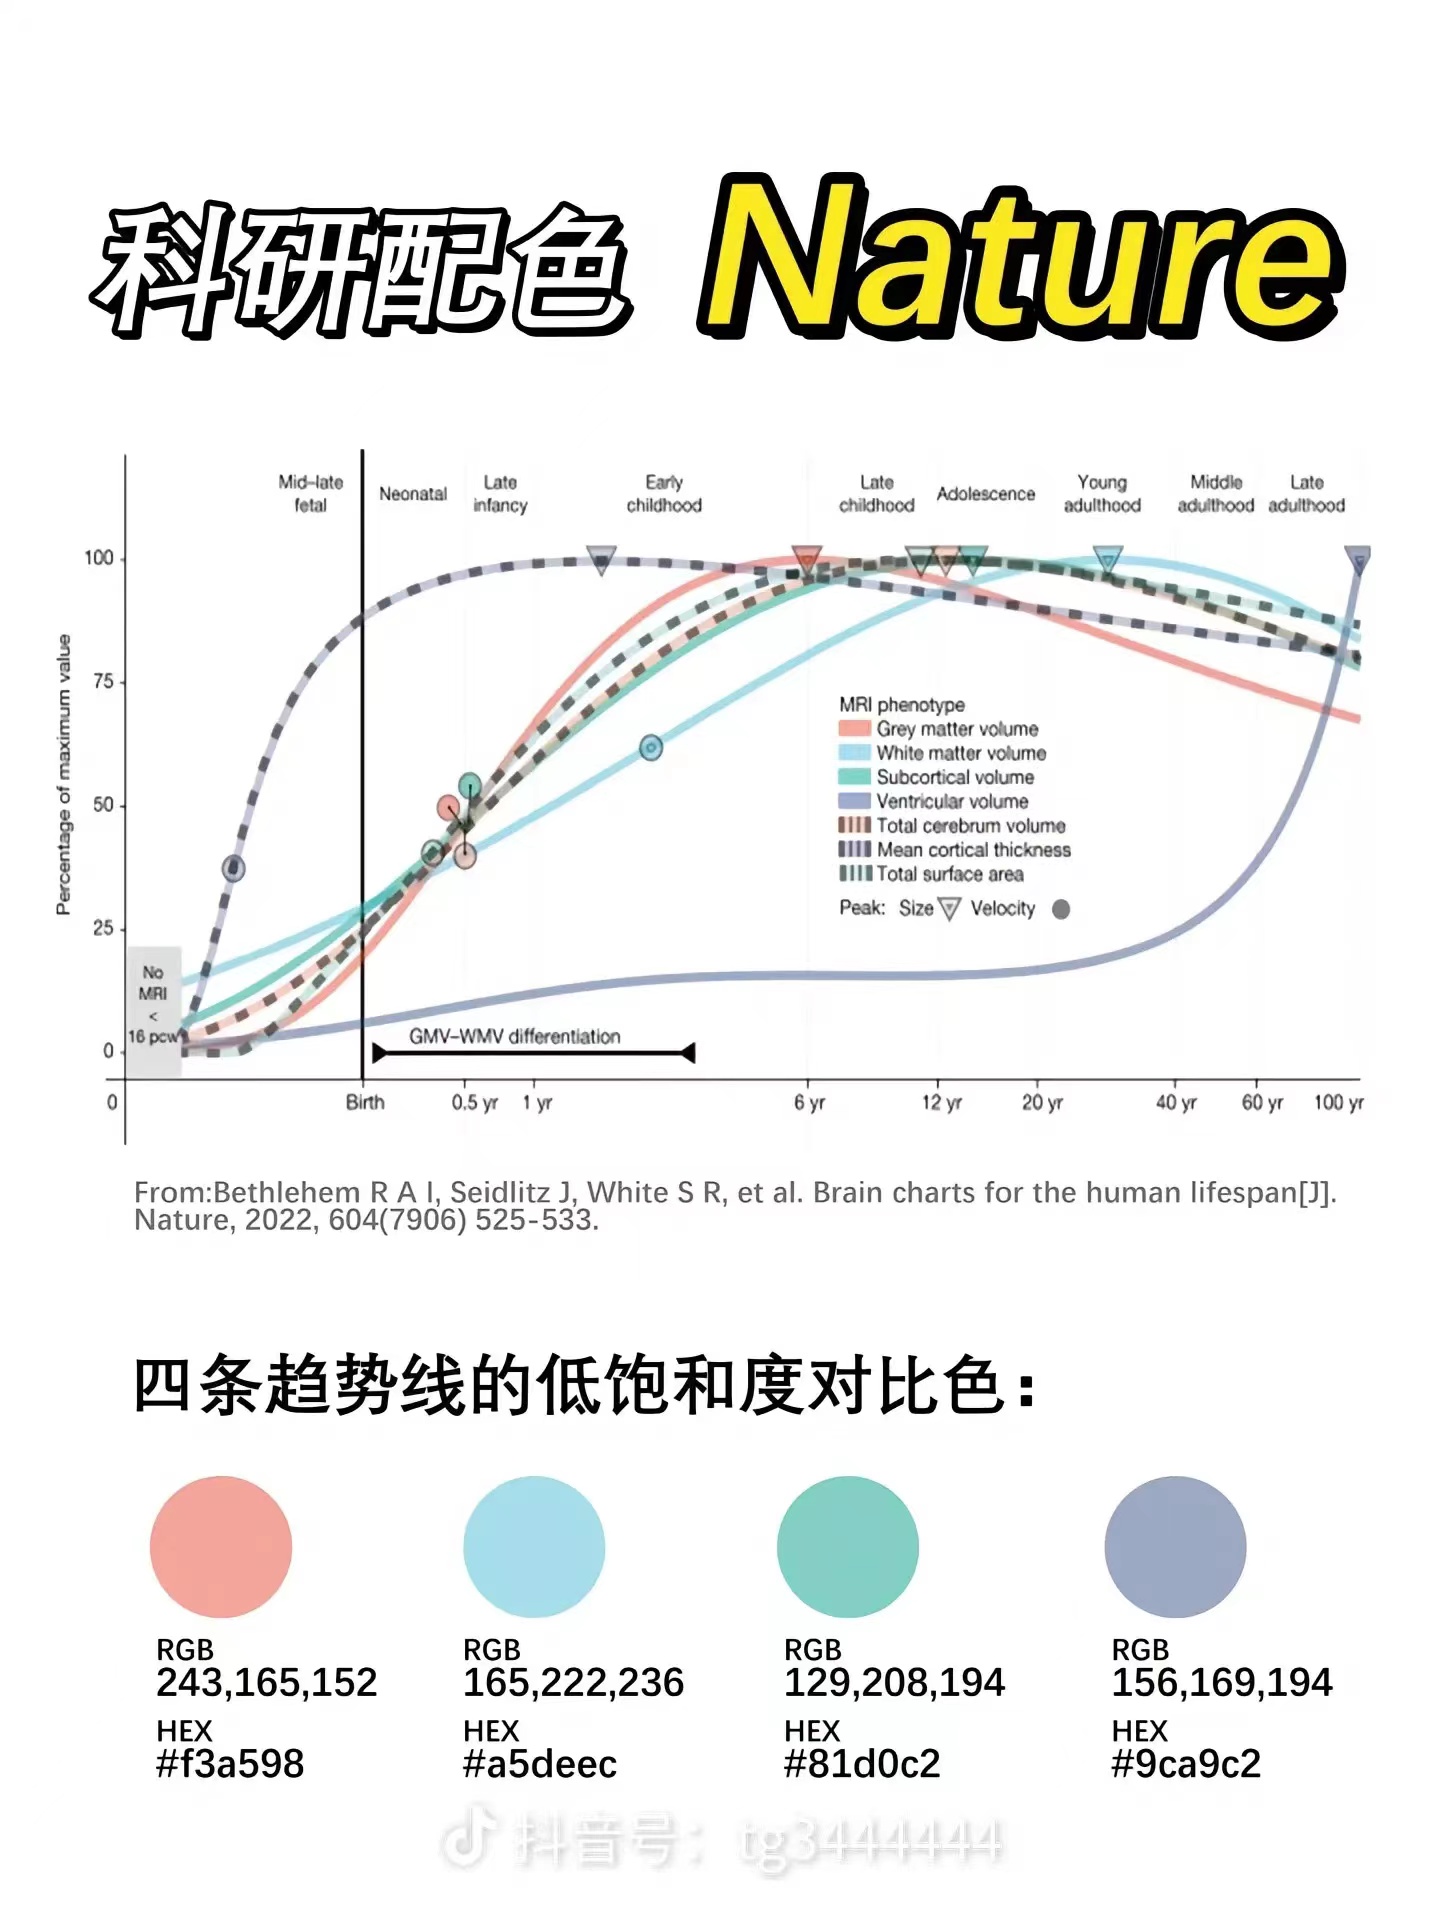 科研配色 Nature
Mid–late
fetal
Neonatal
Late
infancy
Early
childhood
Late
childhood
Adolescence
Young
adulthood
Middle
adulthood
Late
adulthood
Percentage of maximum value
100
75
50
25
0
No
MRI
<
16 pcw
MRI phenotype
Grey matter volume
White matter volume
Subcortical volume
Ventricular volume
Total cerebrum volume
Mean cortical thickness
Total surface area
Peak: Size Velocity
GMV–WMV differentiation
0 Birth 0.5 yr 1 yr 6 yr 12 yr 20 yr 40 yr 60 yr 100 yr
From:Bethlehem R A I, Seidlitz J, White S R, et al. Brain charts for the human lifespan[J].
Nature, 2022, 604(7906) 525-533.
四条趋势线的低饱和度对比色：
RGB
243,165,152
HEX
#f3a598
RGB
165,222,236
HEX
#a5deec
RGB
129,208,194
HEX
#81d0c2
RGB
156,169,194
HEX
#9ca9c2
抖音号：tg3444444